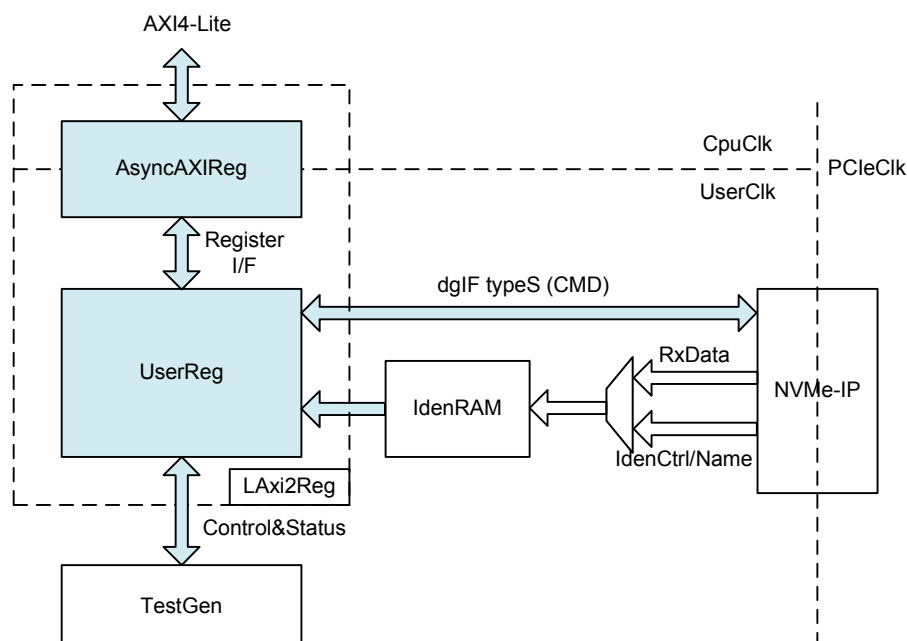 AXI4-Lite
AsyncAXIReg
CpuClk
PCIeClk
UserClk
Register
I/F
dgIF typeS (CMD)
UserReg
IdenRAM
RxData
NVMe-IP
IdenCtrl/Name
LAxi2Reg
Control&Status
TestGen